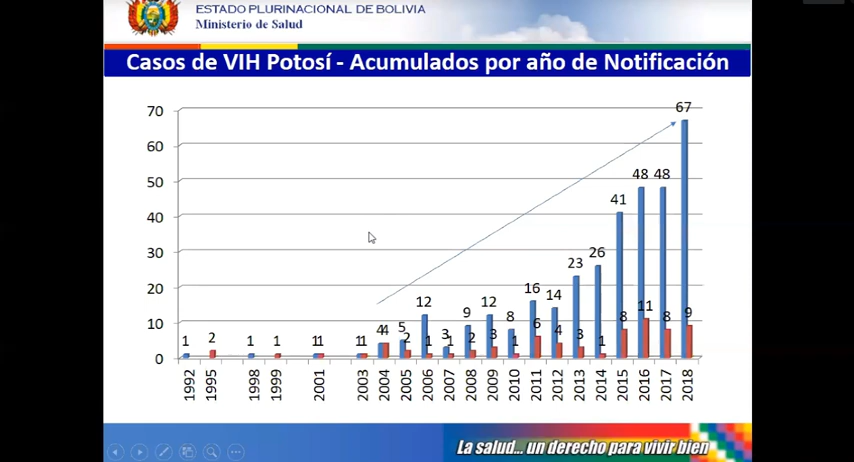 ESTADO PLURINACIONAL DE BOLIVIA
Ministerio de Salud
Casos de VIH Potosí - Acumulados por año de Notificación
70
60
50
40
30
20
10
0
1 2 1 1 1 1 1 1 4 4 5 2 12 1 3 1 9 2 12 3 8 1 16 6 14 4 23 3 26 1 41 8 48 11 48 8 67 9
1992 1995 1998 1999 2001 2003 2004 2005 2006 2007 2008 2009 2010 2011 2012 2013 2014 2015 2016 2017 2018
La salud... un derecho para vivir bien